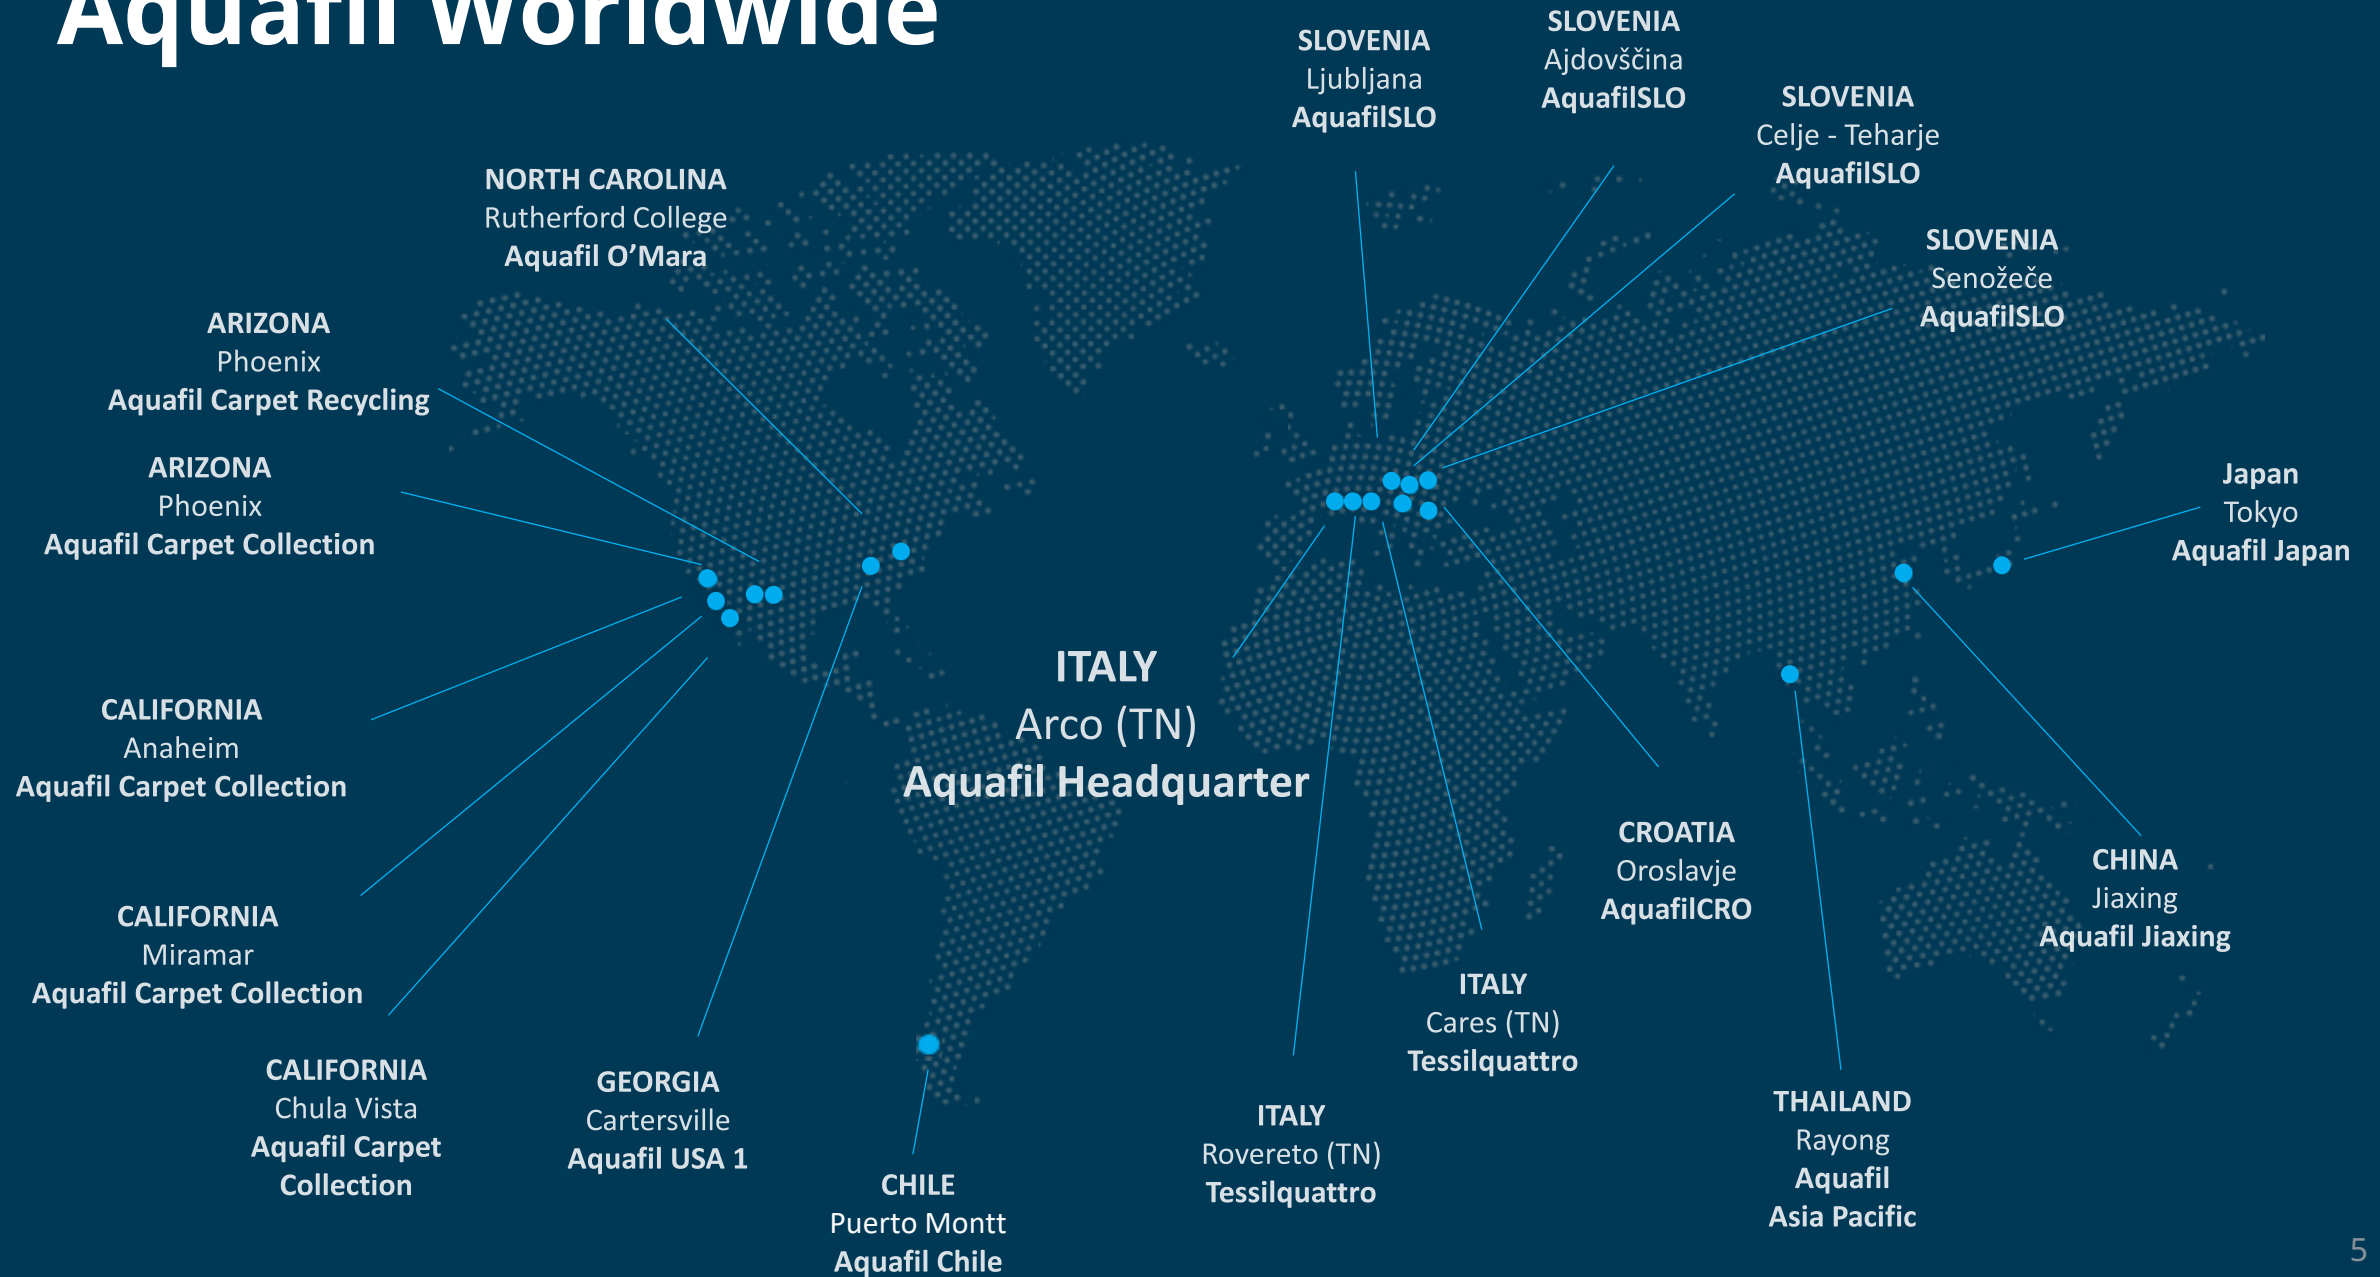 Aquafil Worldwide
SLOVENIA
Ljubljana
AquafilSLO
SLOVENIA
Ajdovščina
AquafilSLO
SLOVENIA
Celje - Teharje
AquafilSLO
SLOVENIA
Senožeče
AquafilSLO
NORTH CAROLINA
Rutherford College
Aquafil O’Mara
ARIZONA
Phoenix
Aquafil Carpet Recycling
ARIZONA
Phoenix
Aquafil Carpet Collection
Japan
Tokyo
Aquafil Japan
ITALY
Arco (TN)
Aquafil Headquarter
CALIFORNIA
Anaheim
Aquafil Carpet Collection
CALIFORNIA
Miramar
Aquafil Carpet Collection
CALIFORNIA
Chula Vista
Aquafil Carpet
Collection
GEORGIA
Cartersville
Aquafil USA 1
CHILE
Puerto Montt
Aquafil Chile
ITALY
Rovereto (TN)
Tessilquattro
ITALY
Cares (TN)
Tessilquattro
CROATIA
Oroslavje
AquafilCRO
THAILAND
Rayong
Aquafil
Asia Pacific
CHINA
Jiaxing
Aquafil Jiaxing
5